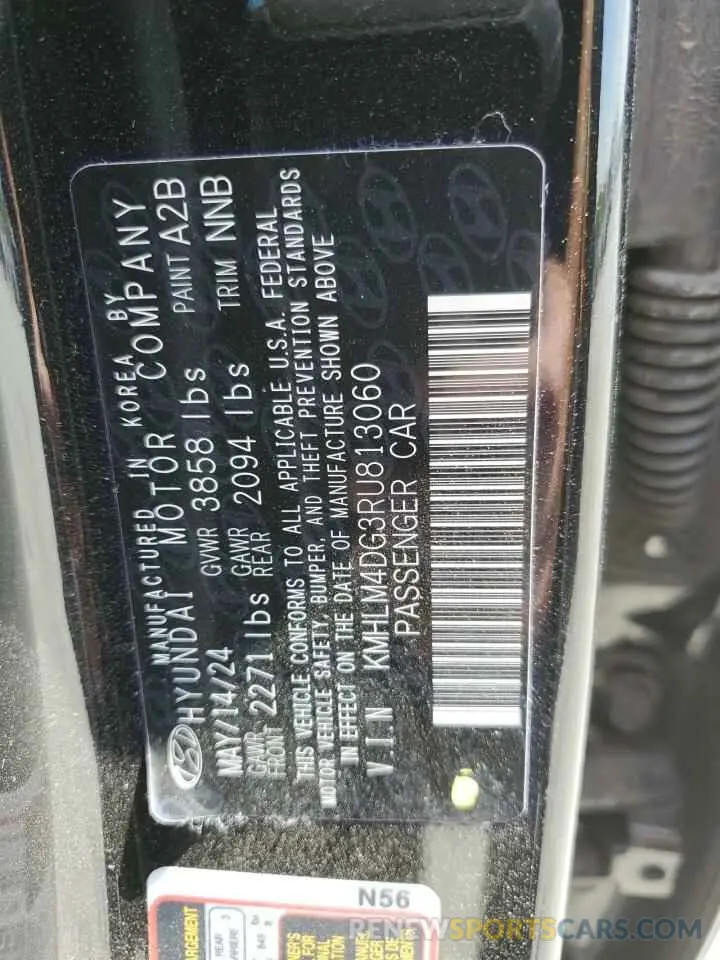 MANUFACTURED IN KOREA BY
HYUNDAI MOTOR COMPANY
MAY/14/24 GVWR 3858 lbs PAINT A2B
GAWR FRONT 2271 lbs GAWR REAR 2094 lbs TRIM NNB
THIS VEHICLE CONFORMS TO ALL APPLICABLE U.S.A. FEDERAL
MOTOR VEHICLE SAFETY, BUMPER, AND THEFT PREVENTION STANDARDS
IN EFFECT ON THE DATE OF MANUFACTURE SHOWN ABOVE
V I N KMHLM4DG3RU813060
PASSENGER CAR
N56
REAR 3
RENEWSPORTSCARS.COM